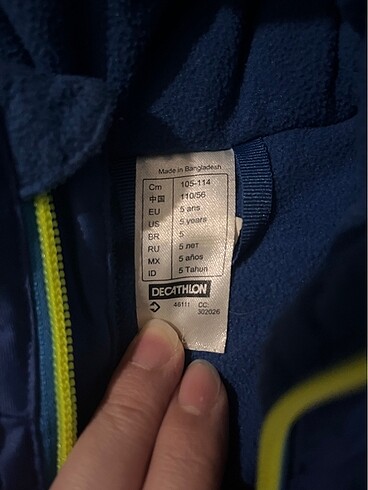 Made in Bangladesh
Cm 105-114
中国 110/56
EU 5 ans
US 5 years
BR 5
RU 5 лет
MX 5 años
ID 5 Tahun
DECATHLON
46111 CC:
302026